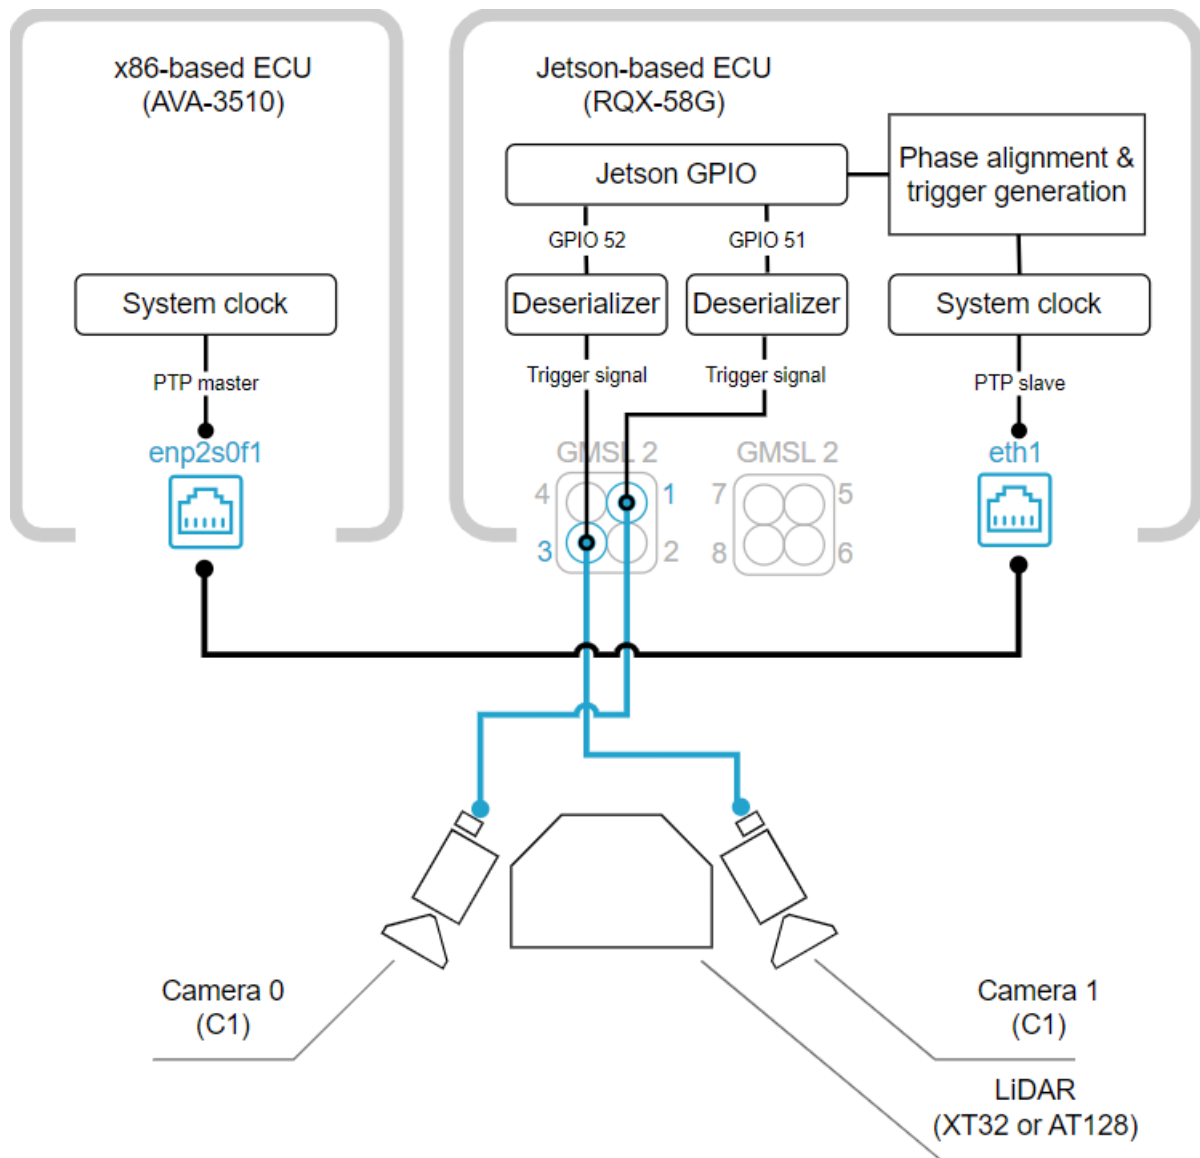 x86-based ECU
(AVA-3510)
System clock
PTP master
enp2s0f1
Jetson-based ECU
(RQX-58G)
Jetson GPIO
Phase alignment &
trigger generation
GPIO 52
GPIO 51
Deserializer
Deserializer
System clock
Trigger signal
Trigger signal
PTP slave
GMSL 2
GMSL 2
eth1
4
1
3
2
7
5
8
6
Camera 0
(C1)
Camera 1
(C1)
LiDAR
(XT32 or AT128)